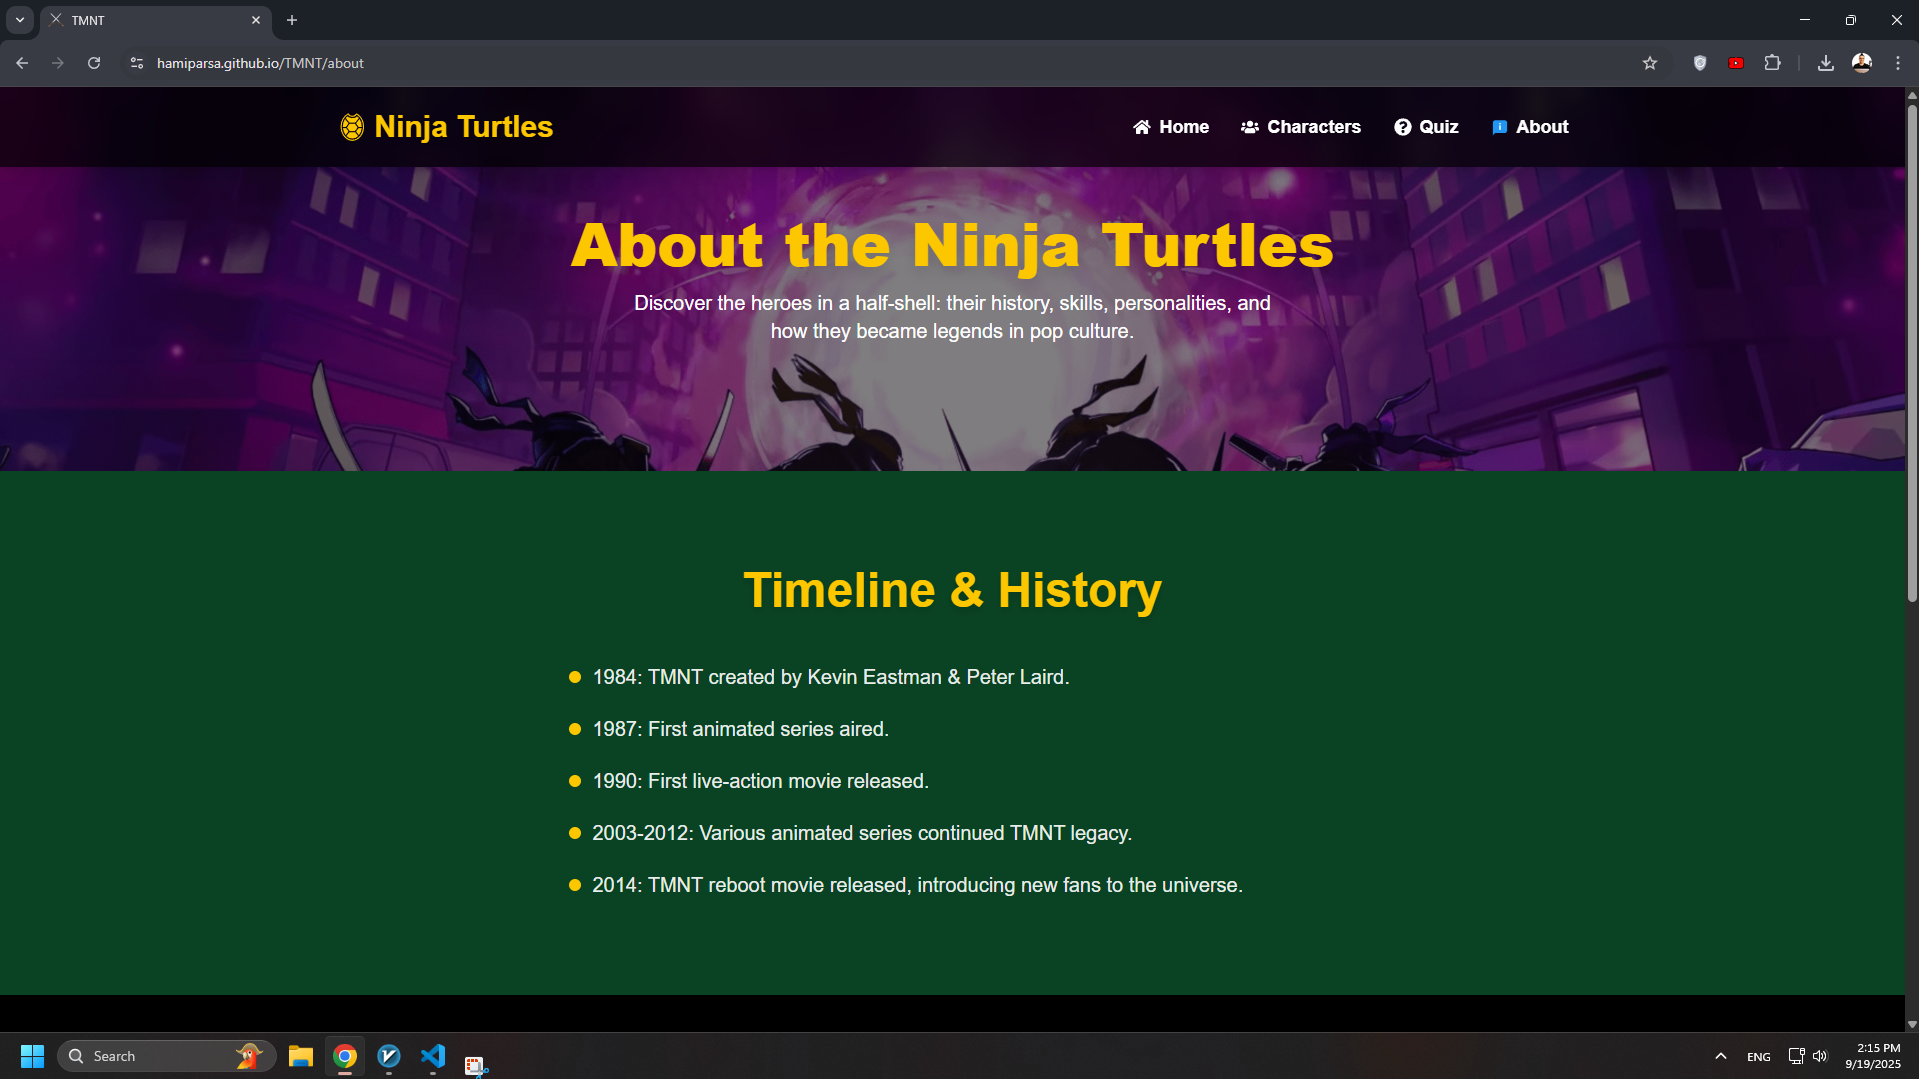 TMNT
hamiparsa.github.io/TMNT/about
Ninja Turtles
Home
Characters
Quiz
About
About the Ninja Turtles
Discover the heroes in a half-shell: their history, skills, personalities, and
how they became legends in pop culture.
Timeline & History
1984: TMNT created by Kevin Eastman & Peter Laird.
1987: First animated series aired.
1990: First live-action movie released.
2003-2012: Various animated series continued TMNT legacy.
2014: TMNT reboot movie released, introducing new fans to the universe.
Search
ENG
2:15 PM
9/19/2025